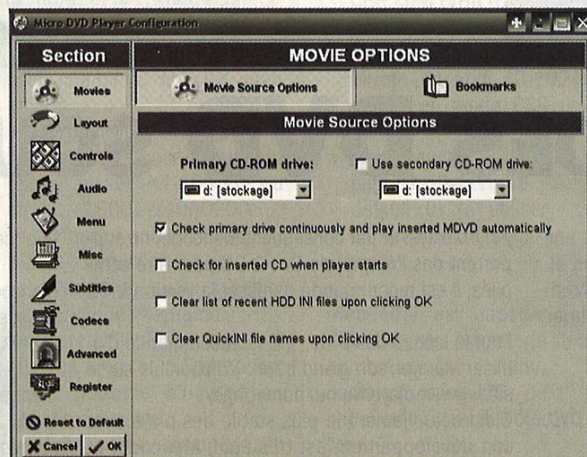 Micro DVD Player Configuration
Section
MOVIE OPTIONS
Movies
Movie Source Options
Bookmarks
Layout
Movie Source Options
Controls
Primary CD-ROM drive:
Use secondary CD-ROM drive:
Audio
d: [stockage]
d: [stockage]
Menu
Check primary drive continuously and play inserted MDVD automatically
Misc
Check for inserted CD when player starts
Subtitles
Clear list of recent HDD INI files upon clicking OK
Codecs
Clear QuickINI file names upon clicking OK
Advanced
Register
Reset to Default
Cancel
OK